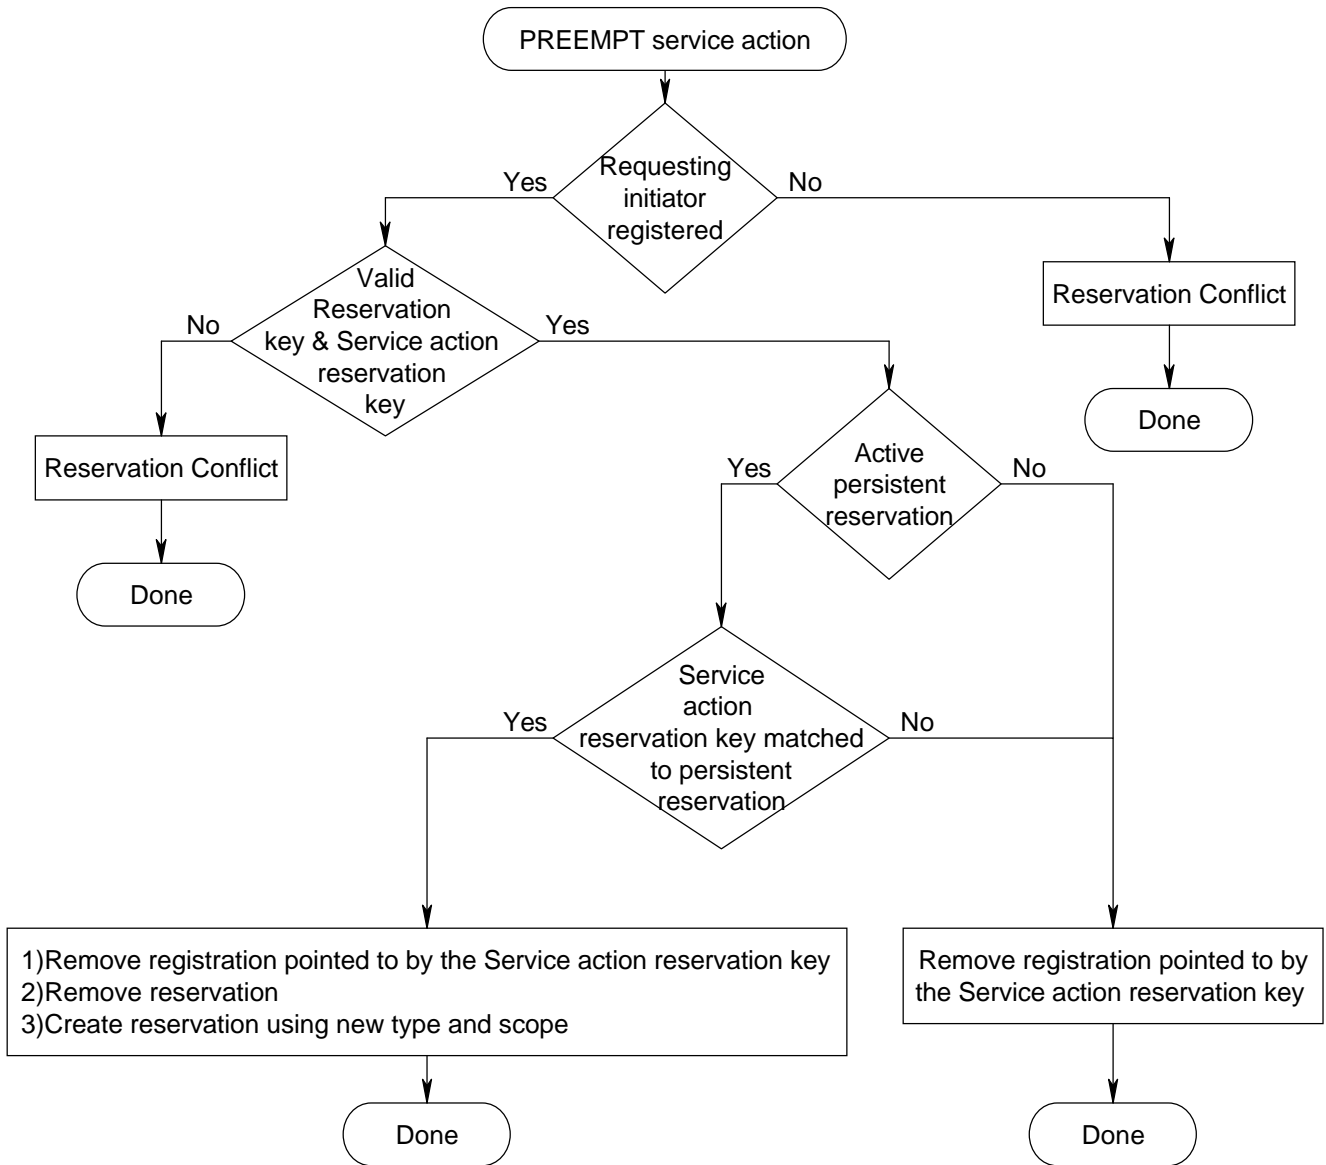 PREEMPT service action
Requesting
initiator
registered
Yes
No
Valid
Reservation
key & Service action
reservation
key
No
Yes
Reservation Conflict
Done
Reservation Conflict
Done
Active
persistent
reservation
Yes
No
Service
action
reservation key matched
to persistent
reservation
Yes
No
1)Remove registration pointed to by the Service action reservation key
2)Remove reservation
3)Create reservation using new type and scope
Remove registration pointed to by
the Service action reservation key
Done
Done